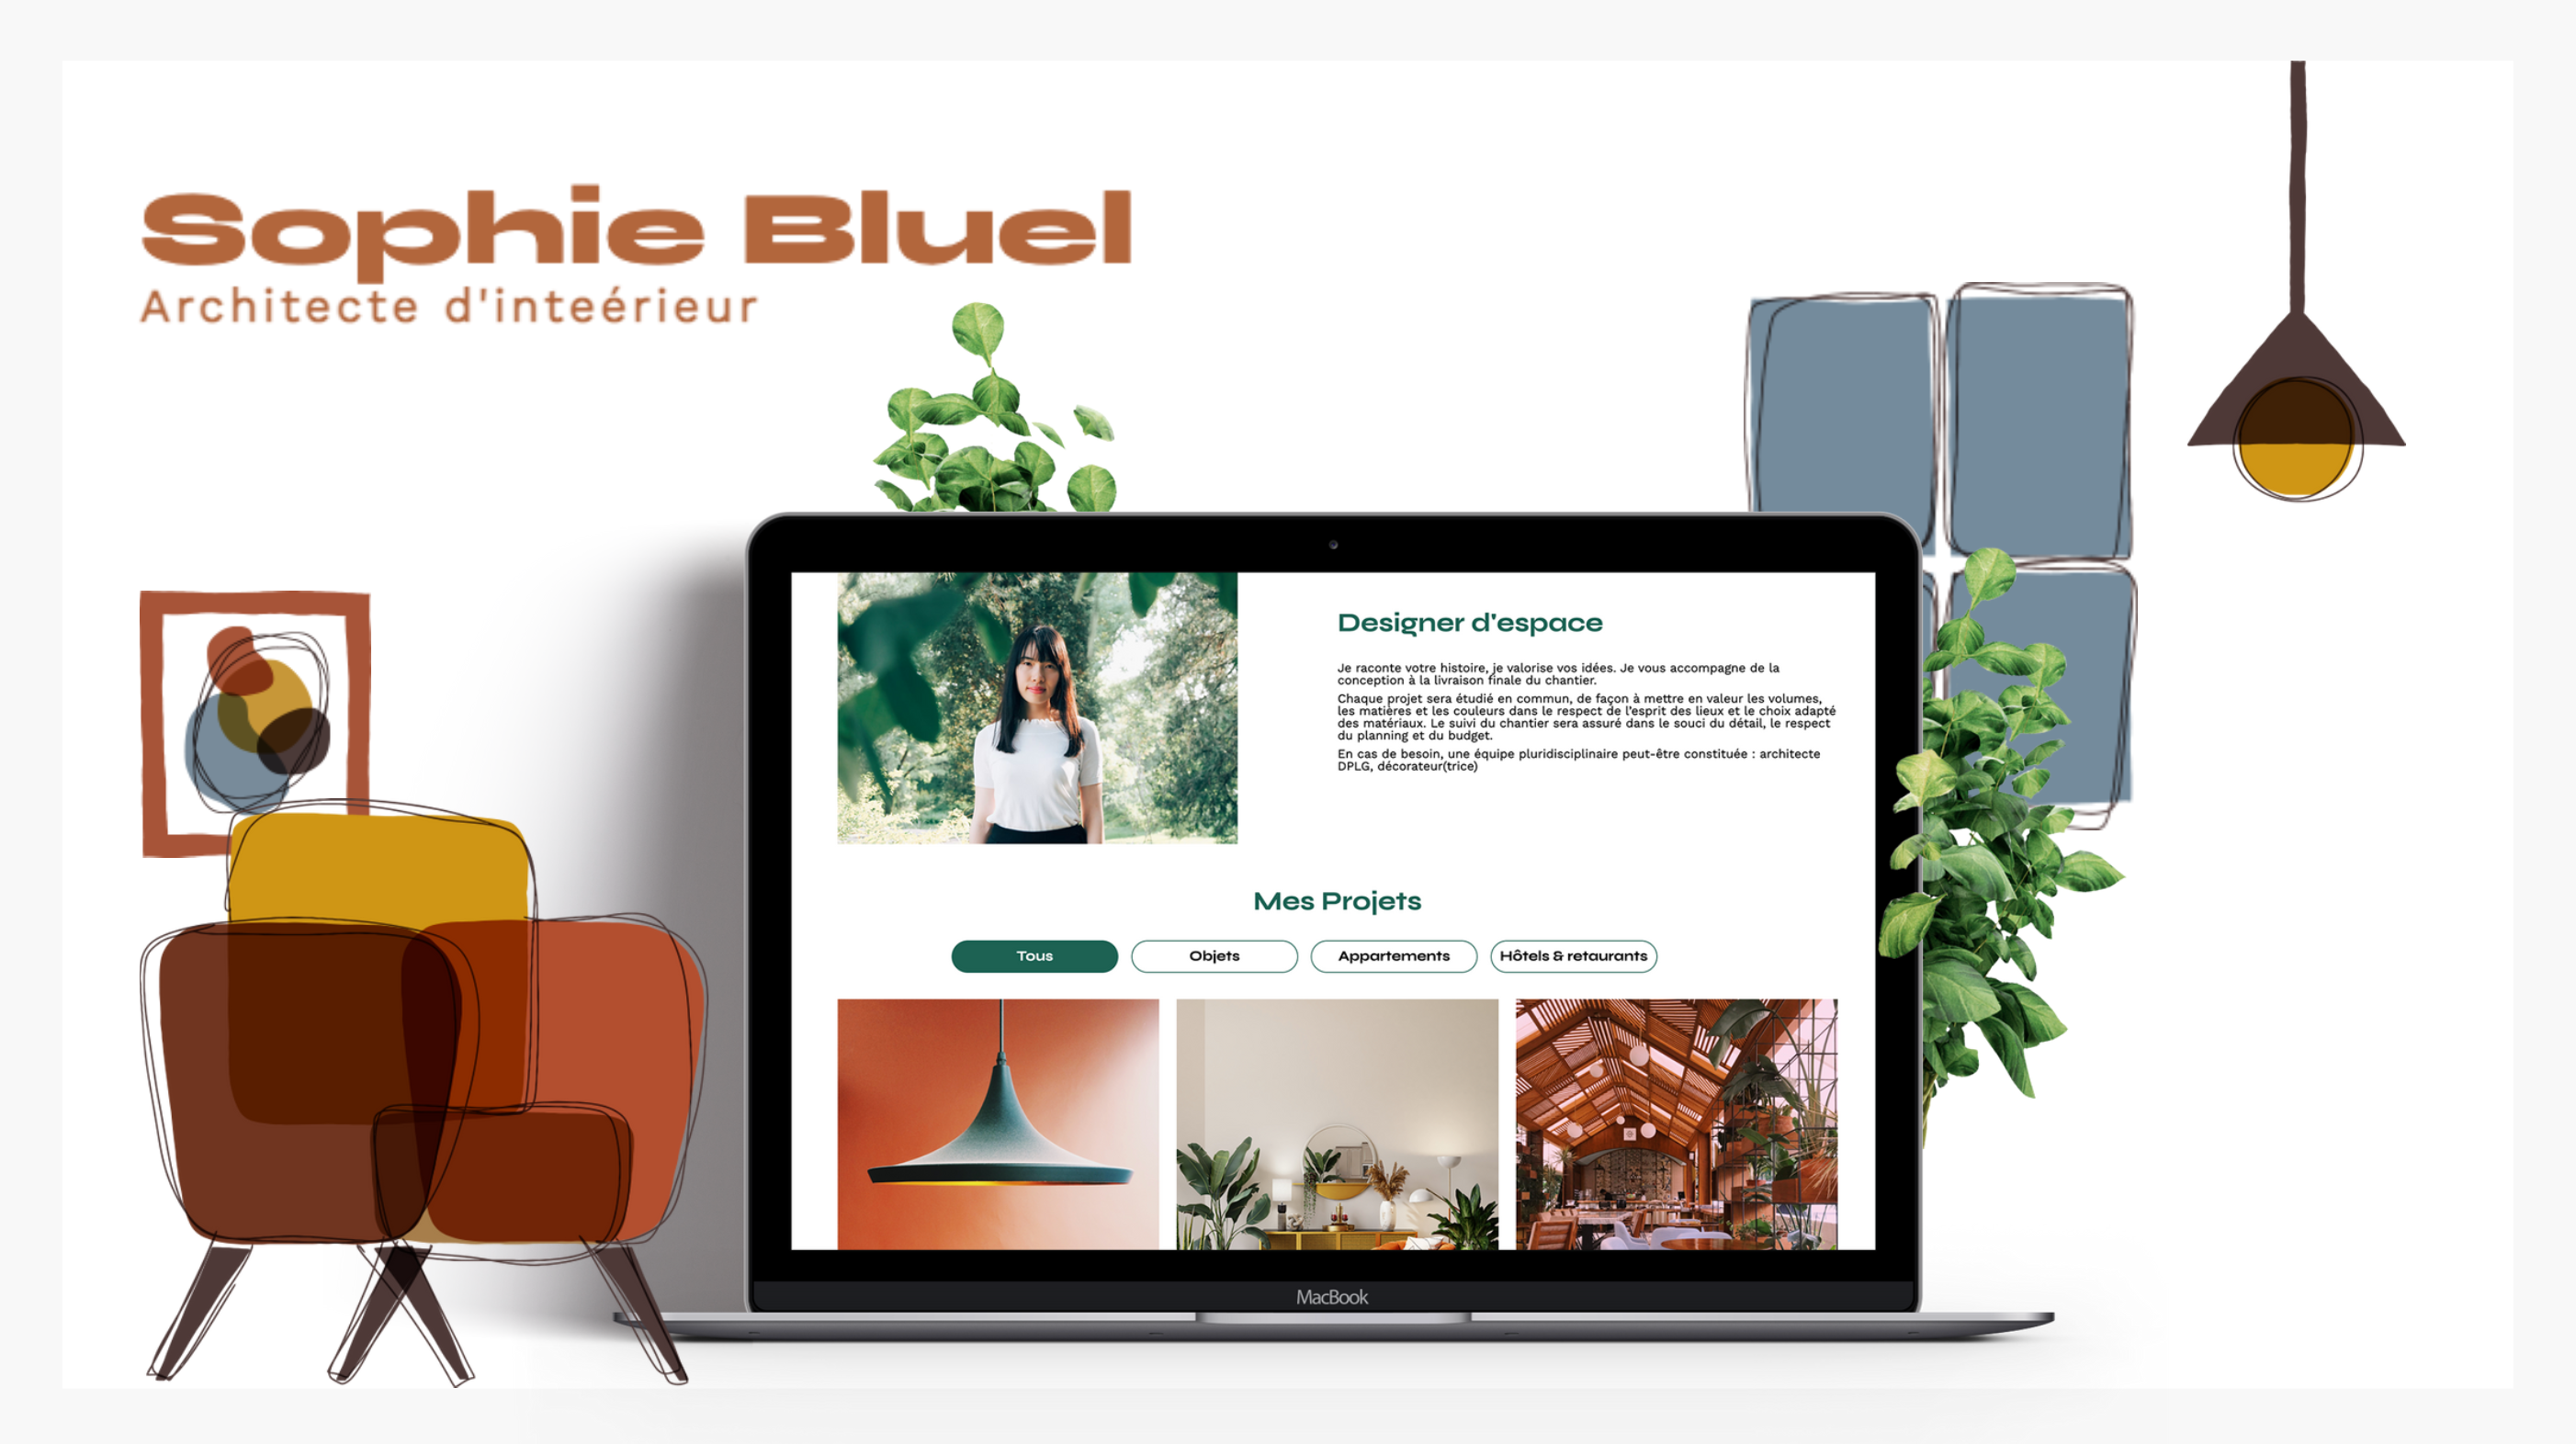 Sophie Bluel
Architecte d'inteérieur
Designer d'espace
Je raconte votre histoire, je valorise vos idées. Je vous accompagne de la
conception à la livraison finale du chantier.
Chaque projet sera étudié en commun, de façon à mettre en valeur les volumes,
les matières et les couleurs dans le respect de l'esprit des lieux et le choix adapté
des matériaux. Le suivi du chantier sera assuré dans le souci du détail, le respect
du planning et du budget.
En cas de besoin, une équipe pluridisciplinaire peut-être constituée : architecte
DPLG, décorateur(trice)
Mes Projets
Tous
Objets
Appartements
Hôtels & retaurants
MacBook